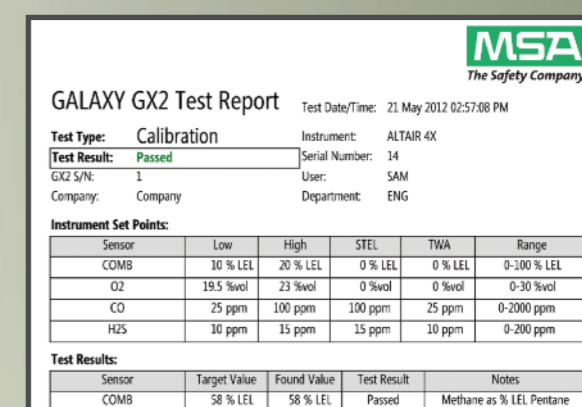 MSA
The Safety Company
GALAXY GX2 Test Report Test Date/Time: 21 May 2012 02:57:08 PM
Test Type: Calibration Instrument: ALTAIR 4X
Test Result: Passed Serial Number: 14
GX2 S/N: 1 User: SAM
Company: Company Department: ENG
Instrument Set Points:
Sensor Low High STEL TWA Range
COMB 10 % LEL 20 % LEL 0 % LEL 0 % LEL 0-100 % LEL
O2 19.5 %vol 23 %vol 0 %vol 0 %vol 0-30 %vol
CO 25 ppm 100 ppm 100 ppm 25 ppm 0-2000 ppm
H2S 10 ppm 15 ppm 15 ppm 10 ppm 0-200 ppm
Test Results:
Sensor Target Value Found Value Test Result Notes
COMB 58 % LEL 58 % LEL Passed Methane as % LEL Pentane